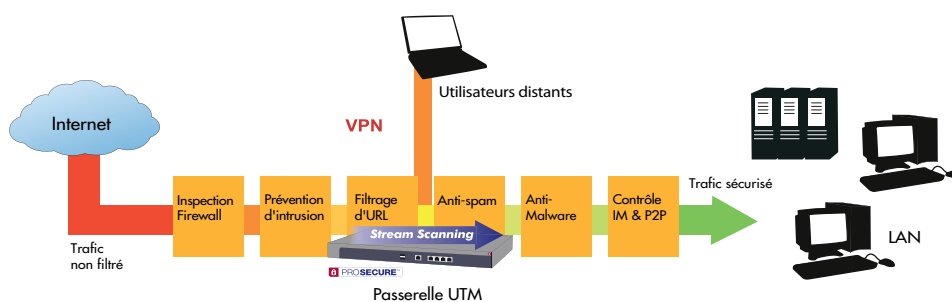 Utilisateurs distants
Internet
VPN
Inspection
Firewall
Prévention
d'intrusion
Filtrage
d'URL
Anti-spam
Anti-
Malware
Contrôle
IM & P2P
Trafic sécurisé
Stream Scanning
LAN
Trafic
non filtré
PROSECURE™
Passerelle UTM